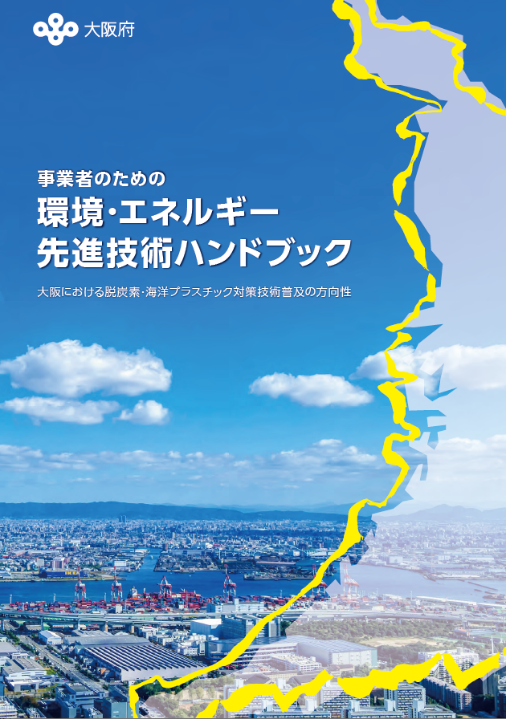 大阪府
事業者のための
環境・エネルギー
先進技術ハンドブック
大阪における脱炭素・海洋プラスチック対策技術普及の方向性